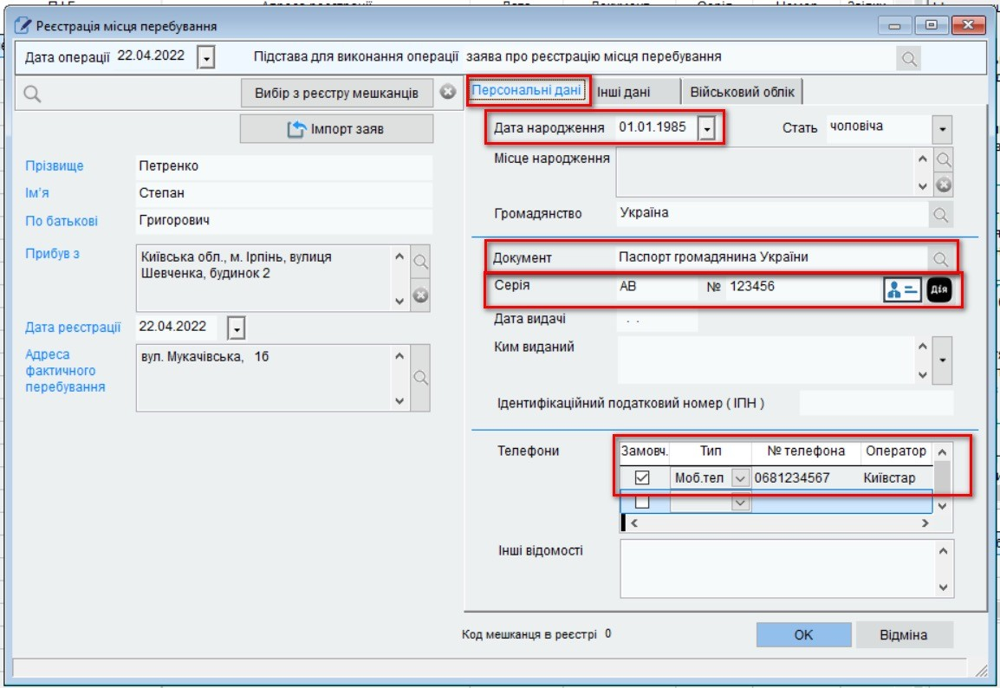 Реєстрація місця перебування
Дата операції 22.04.2022 Підстава для виконання операції заява про реєстрацію місця перебування
Вибір з реєстру мешканців
Імпорт заяв
Прізвище Петренко
Ім'я Степан
По батькові Григорович
Прибув з Київська обл., м. Ірпінь, вулиця
Шевченка, будинок 2
Дата реєстрації 22.04.2022
Адреса
фактичного
перебування
вул. Мукачівська, 1б
Персональні дані Інші дані Військовий облік
Дата народження 01.01.1985 Стать чоловіча
Місце народження
Громадянство Україна
Документ Паспорт громадянина України
Серія АВ № 123456 Дія
Дата видачі . .
Ким виданий
Ідентифікаційний податковий номер ( ІПН )
Телефони
Замовч. Тип № телефона Оператор
Моб.тел 0681234567 Київстар
Інші відомості
Код мешканця в реєстрі 0
OK Відміна